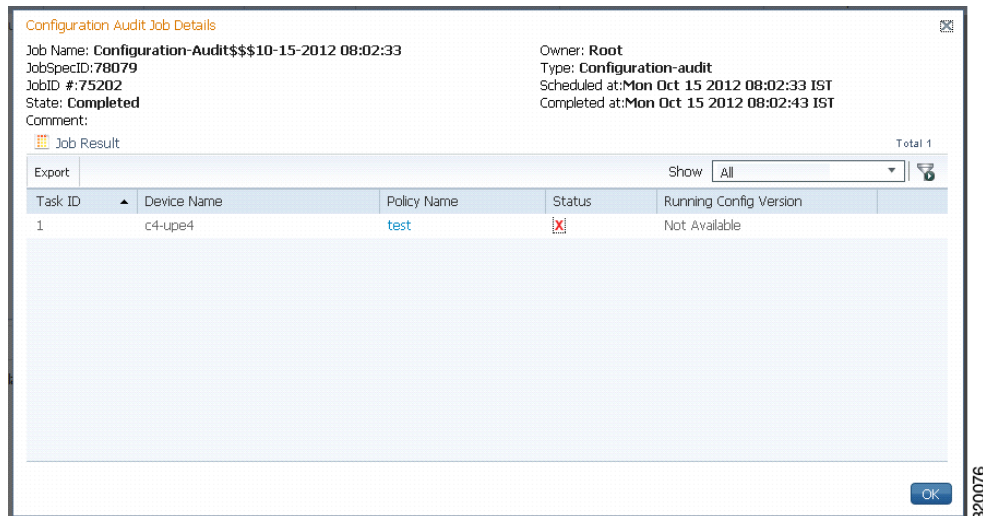 Configuration Audit Job Details
Job Name: Configuration-Audit$$$10-15-2012 08:02:33
Owner: Root
JobSpecID:78079
Type: Configuration-audit
JobID #:75202
Scheduled at:Mon Oct 15 2012 08:02:33 IST
State: Completed
Completed at:Mon Oct 15 2012 08:02:43 IST
Comment:
Job Result
Total 1
Export
Show All
Task ID Device Name Policy Name Status Running Config Version
1 c4-upe4 test X Not Available
OK